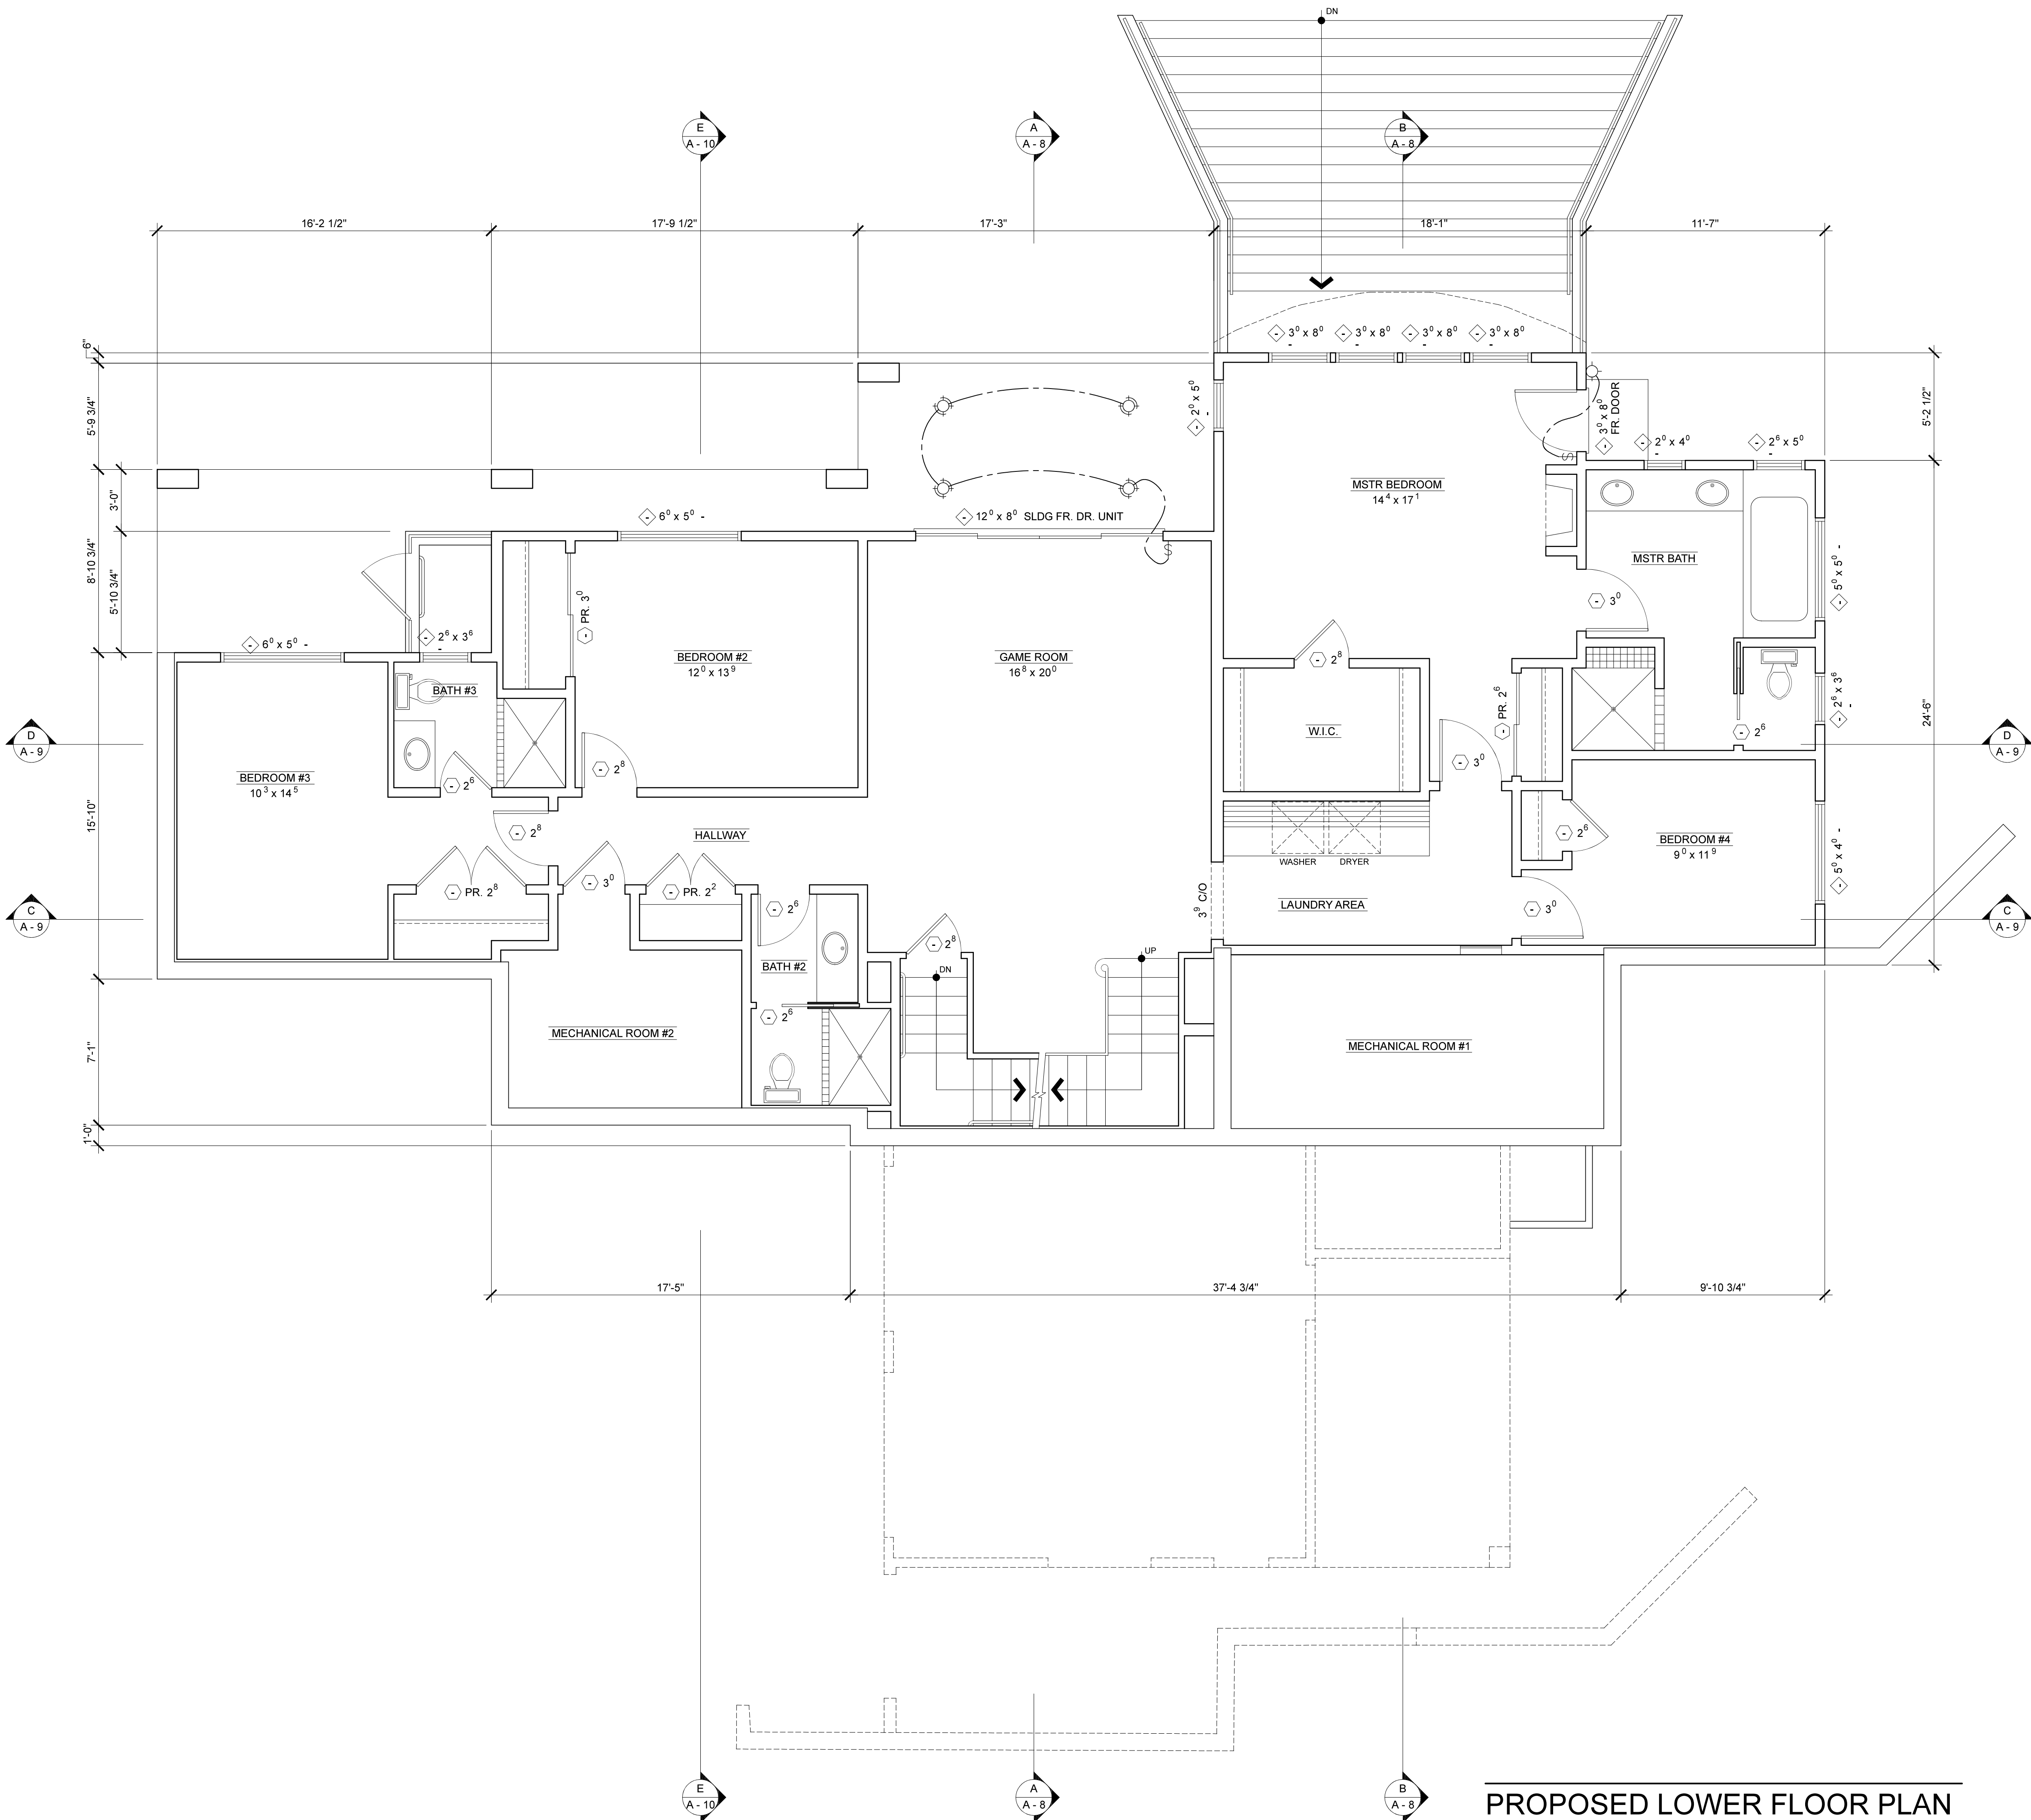 DN
E
A - 10
A
A - 8
B
A - 8
16'-2 1/2"
17'-9 1/2"
17'-3"
18'-1"
11'-7"
- 3⁰ x 8⁰
-
- 3⁰ x 8⁰
-
- 3⁰ x 8⁰
-
- 3⁰ x 8⁰
-
6"
5'-9 3/4"
8'-10 3/4"
3'-0"
5'-10 3/4"
15'-10"
7'-1"
1'-0"
5'-2 1/2"
24'-6"
- 2⁰ x 5⁰
-
- 3⁰ x 8⁰
FR. DOOR
- 2⁰ x 4⁰
-
- 2⁶ x 5⁰
-
S
MSTR BEDROOM
14⁴ x 17¹
- 6⁰ x 5⁰ -
- 12⁰ x 8⁰ SLDG FR. DR. UNIT
S
MSTR BATH
- 5⁰ x 5⁰ -
- PR. 3⁰
- 3⁰
- 6⁰ x 5⁰ -
- 2⁶ x 3⁶
-
BEDROOM #2
12⁰ x 13⁹
GAME ROOM
16⁸ x 20⁰
- 2⁸
BATH #3
- PR. 2⁶
- 2⁶ x 3⁶
-
W.I.C.
- 2⁶
D
A - 9
D
A - 9
BEDROOM #3
10³ x 14⁵
- 2⁶
- 2⁸
- 3⁰
- 2⁸
HALLWAY
- 2⁶
BEDROOM #4
9⁰ x 11⁹
- 5⁰ x 4⁰ -
WASHER
DRYER
- PR. 2⁸
- 3⁰
- PR. 2²
- 2⁶
3⁹ C/O
LAUNDRY AREA
- 3⁰
C
A - 9
C
A - 9
- 2⁸
UP
DN
BATH #2
- 2⁶
MECHANICAL ROOM #2
MECHANICAL ROOM #1
17'-5"
37'-4 3/4"
9'-10 3/4"
E
A - 10
A
A - 8
B
A - 8
PROPOSED LOWER FLOOR PLAN